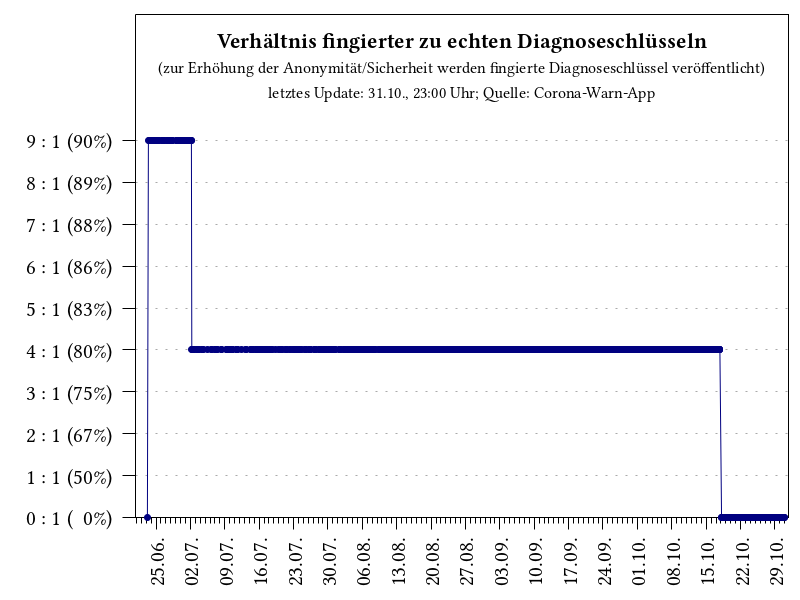 Verhältnis fingierter zu echten Diagnoseschlüsseln
(zur Erhöhung der Anonymität/Sicherheit werden fingierte Diagnoseschlüssel veröffentlicht)
letztes Update: 31.10., 23:00 Uhr; Quelle: Corona-Warn-App
9 : 1 (90%)
8 : 1 (89%)
7 : 1 (88%)
6 : 1 (86%)
5 : 1 (83%)
4 : 1 (80%)
3 : 1 (75%)
2 : 1 (67%)
1 : 1 (50%)
0 : 1 (  0%)
25.06.
02.07.
09.07.
16.07.
23.07.
30.07.
06.08.
13.08.
20.08.
27.08.
03.09.
10.09.
17.09.
24.09.
01.10.
08.10.
15.10.
22.10.
29.10.